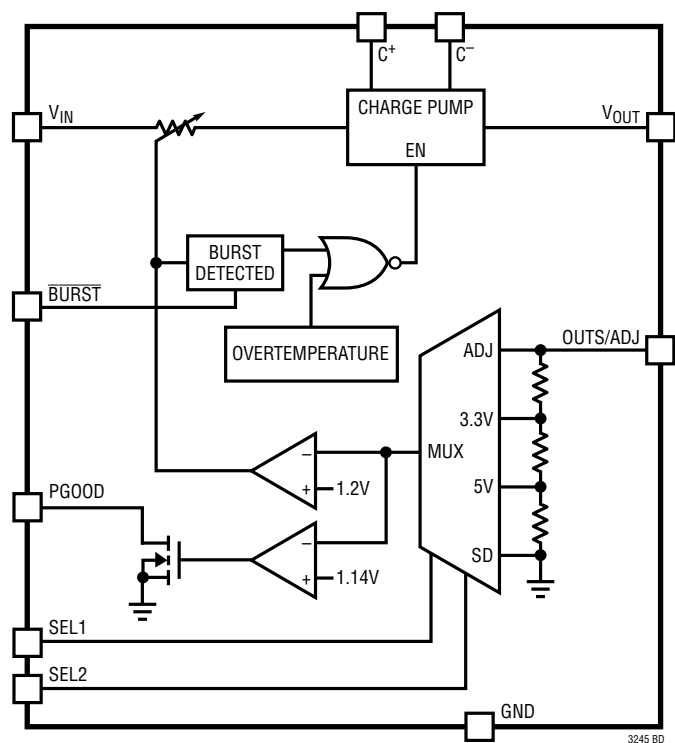 C+
C–
VIN
CHARGE PUMP
VOUT
EN
BURST
DETECTED
BURST
OVERTEMPERATURE
ADJ
OUTS/ADJ
3.3V
MUX
5V
SD
–
+
1.2V
PGOOD
–
+
1.14V
SEL1
SEL2
GND
3245 BD